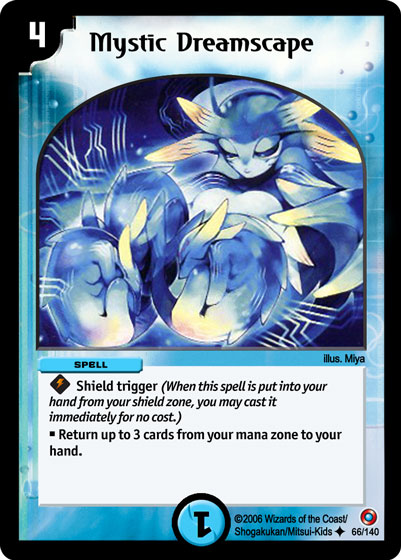 4 Mystic Dreamscape
illus. Miya
SPELL
Shield trigger (When this spell is put into your
hand from your shield zone, you may cast it
immediately for no cost.)
▪ Return up to 3 cards from your mana zone to your
hand.
1
©2006 Wizards of the Coast/
Shogakukan/Mitsui-Kids ✦ 66/140